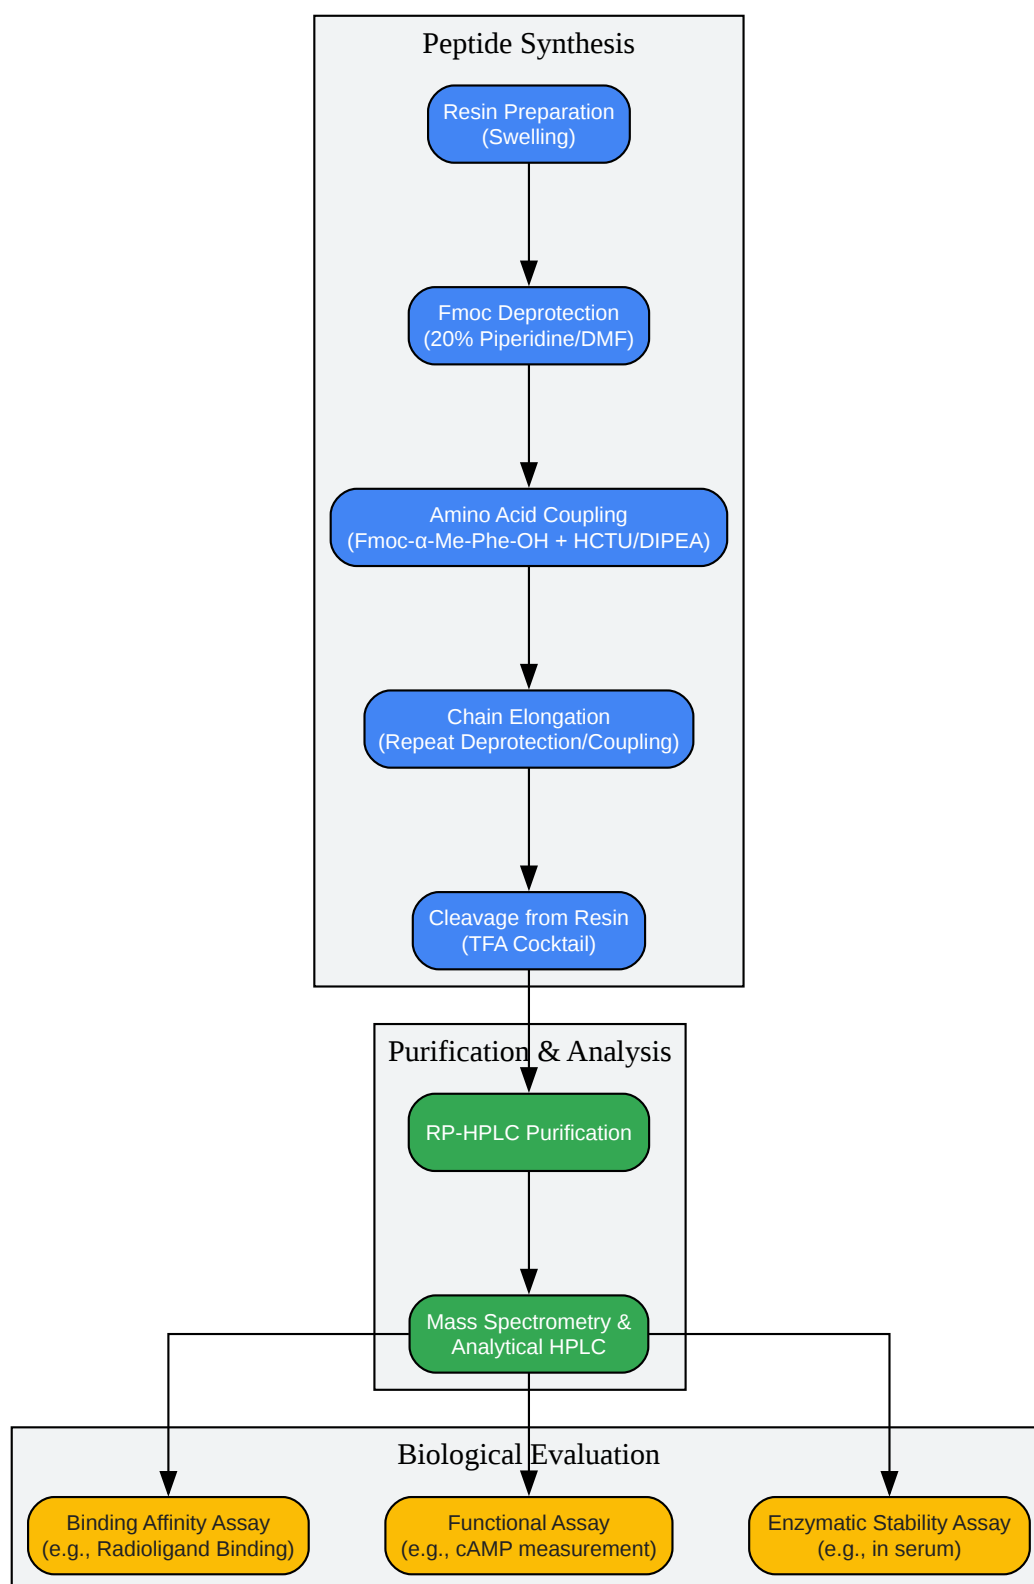 Peptide Synthesis
Resin Preparation
(Swelling)
Fmoc Deprotection
(20% Piperidine/DMF)
Amino Acid Coupling
(Fmoc-α-Me-Phe-OH + HCTU/DIPEA)
Chain Elongation
(Repeat Deprotection/Coupling)
Cleavage from Resin
(TFA Cocktail)
Purification & Analysis
RP-HPLC Purification
Mass Spectrometry &
Analytical HPLC
Biological Evaluation
Binding Affinity Assay
(e.g., Radioligand Binding)
Functional Assay
(e.g., cAMP measurement)
Enzymatic Stability Assay
(e.g., in serum)